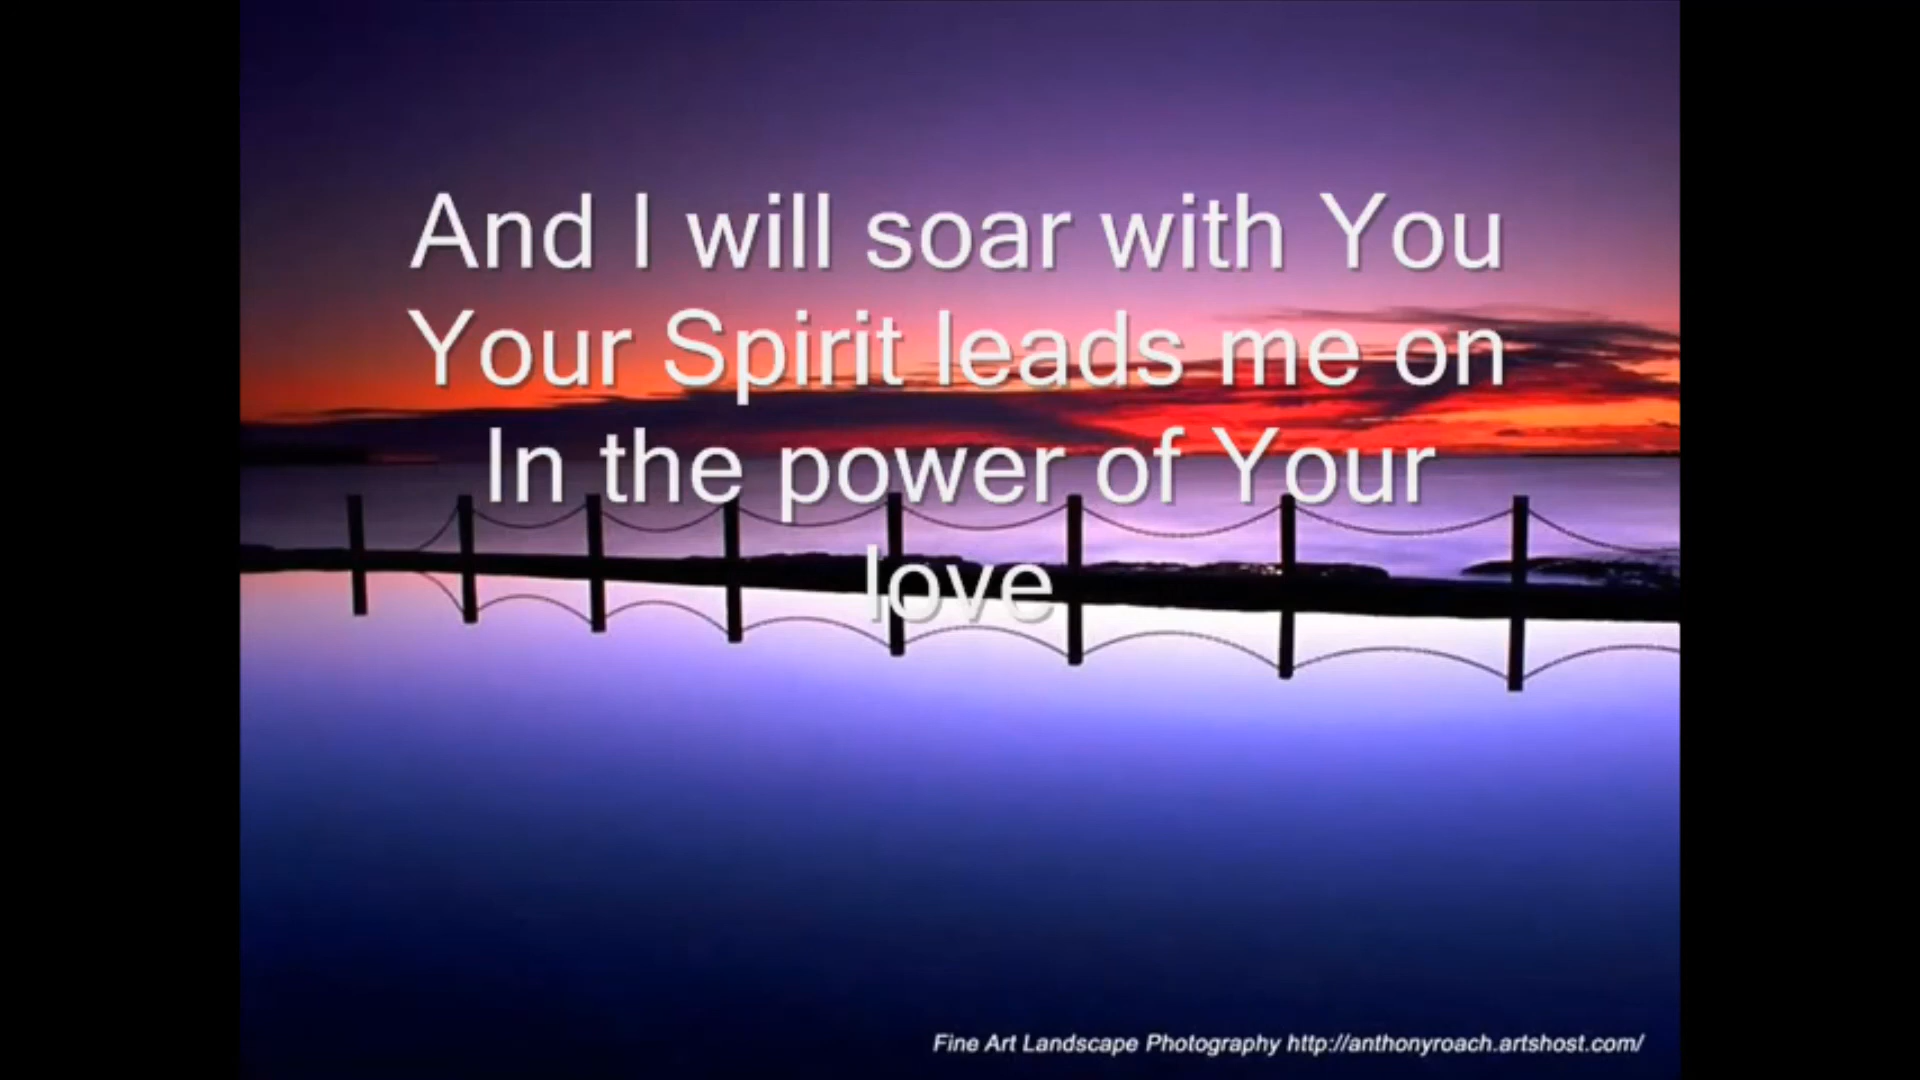 And I will soar with You
Your Spirit leads me on
In the power of Your
love
Fine Art Landscape Photography http://anthonyroach.artshost.com/